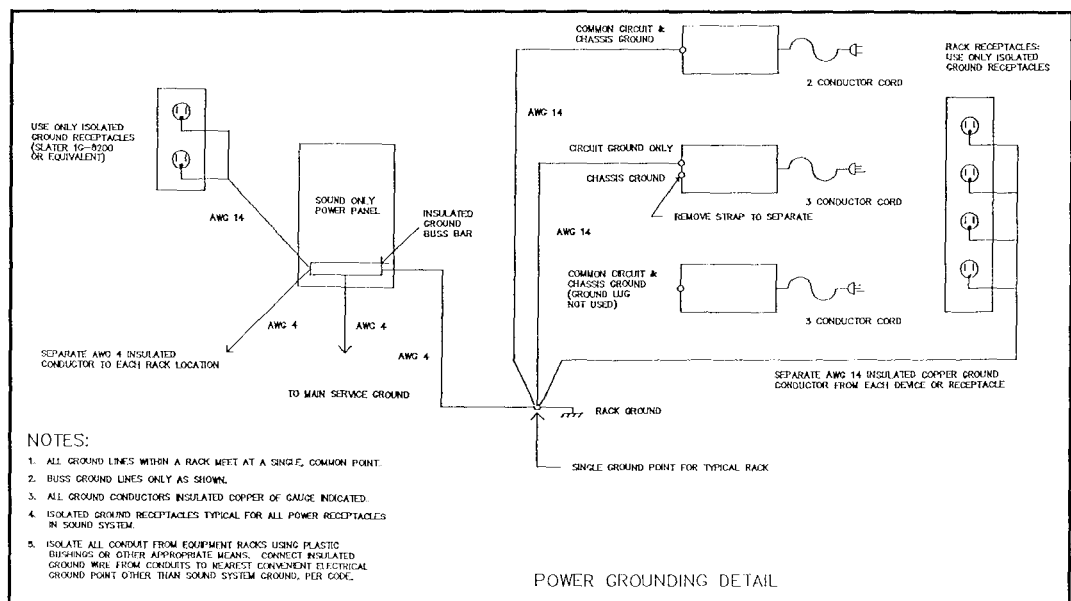 COMMON CIRCUIT &
CHASSIS GROUND
2 CONDUCTOR CORD
RACK RECEPTACLES:
USE ONLY ISOLATED
GROUND RECEPTACLES
USE ONLY ISOLATED
GROUND RECEPTACLES
(SLATER IG-8200
OR EQUIVALENT)
AWG 14
SOUND ONLY
POWER PANEL
INSULATED
GROUND
BUSS BAR
AWG 14
CIRCUIT GROUND ONLY
CHASSIS GROUND
3 CONDUCTOR CORD
REMOVE STRAP TO SEPARATE
AWG 14
COMMON CIRCUIT &
CHASSIS GROUND
(GROUND LUG
NOT USED)
3 CONDUCTOR CORD
AWG 4
AWG 4
AWG 4
SEPARATE AWG 4 INSULATED
CONDUCTOR TO EACH RACK LOCATION
TO MAIN SERVICE GROUND
SEPARATE AWG 14 INSULATED COPPER GROUND
CONDUCTOR FROM EACH DEVICE OR RECEPTACLE
RACK GROUND
SINGLE GROUND POINT FOR TYPICAL RACK
NOTES:
1. ALL GROUND LINES WITHIN A RACK MEET AT A SINGLE, COMMON POINT.
2. BUSS GROUND LINES ONLY AS SHOWN.
3. ALL GROUND CONDUCTORS INSULATED COPPER OF GAUGE INDICATED.
4. ISOLATED GROUND RECEPTACLES TYPICAL FOR ALL POWER RECEPTACLES
IN SOUND SYSTEM.
5. ISOLATE ALL CONDUIT FROM EQUIPMENT RACKS USING PLASTIC
BUSHINGS OR OTHER APPROPRIATE MEANS. CONNECT INSULATED
GROUND WIRE FROM CONDUITS TO NEAREST CONVENIENT ELECTRICAL
GROUND POINT OTHER THAN SOUND SYSTEM GROUND, PER CODE.
POWER GROUNDING DETAIL